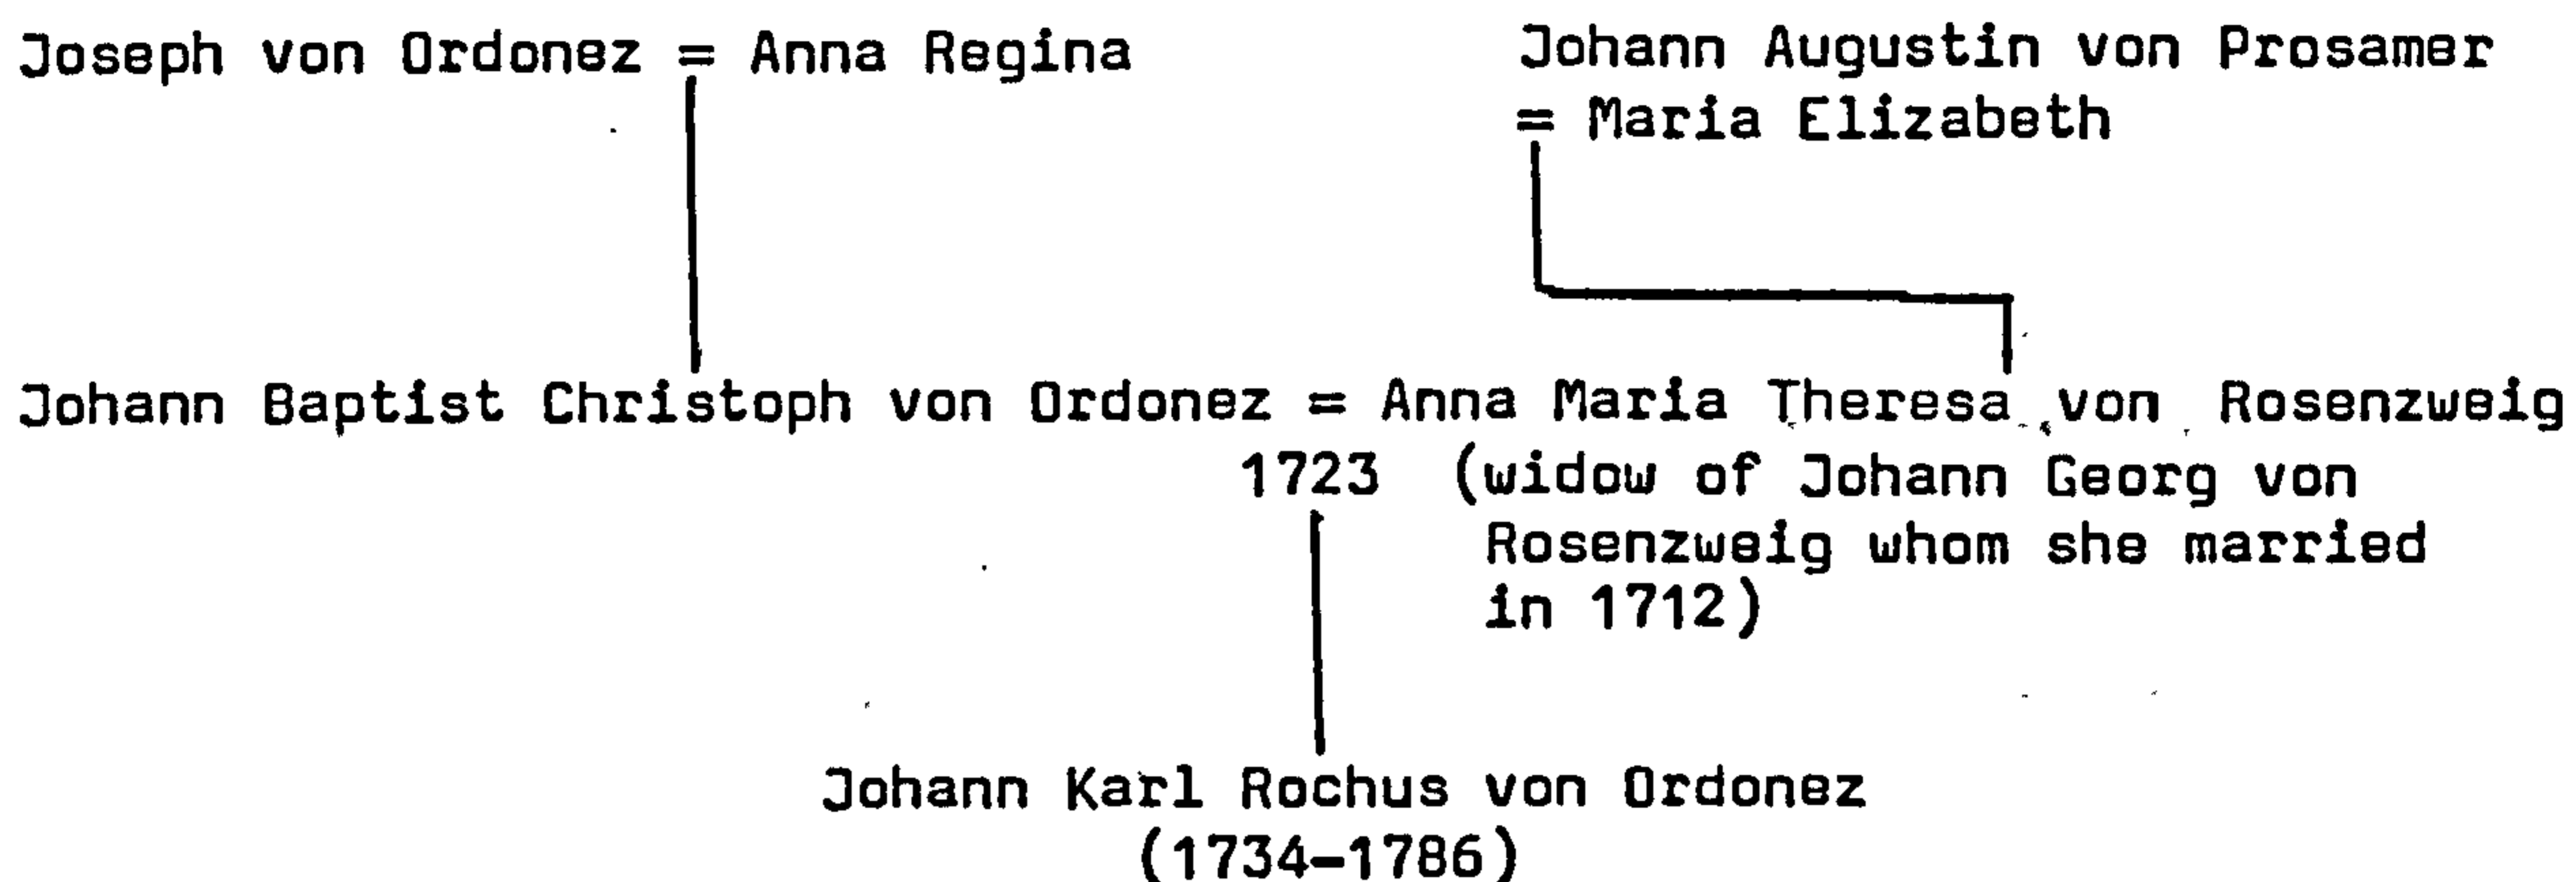 Joseph von Ordonez = Anna Regina
Johann Augustin von Prosamer
= Maria Elizabeth
Johann Baptist Christoph von Ordonez = Anna Maria Theresa von Rosenzweig
1723 (widow of Johann Georg von
Rosenzweig whom she married
in 1712)
Johann Karl Rochus von Ordonez
(1734-1786)